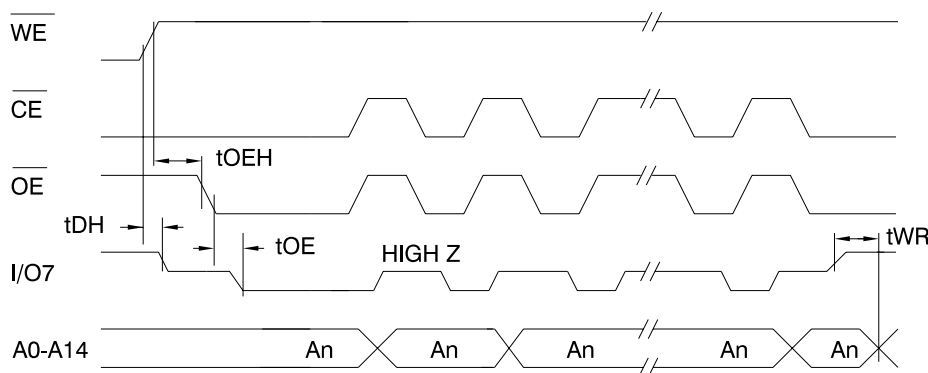 WE
CE
tOEH
OE
tDH
tOE
HIGH Z
tWR
I/O7
A0-A14 An An An An An